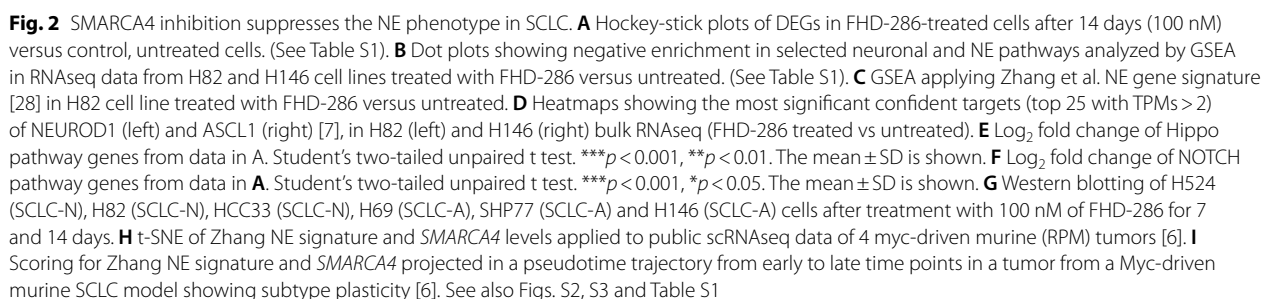 Fig. 2 SMARCA4 inhibition suppresses the NE phenotype in SCLC. A Hockey-stick plots of DEGs in FHD-286-treated cells after 14 days (100 nM)
versus control, untreated cells. (See Table S1). B Dot plots showing negative enrichment in selected neuronal and NE pathways analyzed by GSEA
in RNAseq data from H82 and H146 cell lines treated with FHD-286 versus untreated. (See Table S1). C GSEA applying Zhang et al. NE gene signature
[28] in H82 cell line treated with FHD-286 versus untreated. D Heatmaps showing the most significant confident targets (top 25 with TPMs > 2)
of NEUROD1 (left) and ASCL1 (right) [7], in H82 (left) and H146 (right) bulk RNAseq (FHD-286 treated vs untreated). E Log₂ fold change of Hippo
pathway genes from data in A. Student's two-tailed unpaired t test. ***p < 0.001, **p < 0.01. The mean ± SD is shown. F Log₂ fold change of NOTCH
pathway genes from data in A. Student's two-tailed unpaired t test. ***p < 0.001, *p < 0.05. The mean ± SD is shown. G Western blotting of H524
(SCLC-N), H82 (SCLC-N), HCC33 (SCLC-N), H69 (SCLC-A), SHP77 (SCLC-A) and H146 (SCLC-A) cells after treatment with 100 nM of FHD-286 for 7
and 14 days. H t-SNE of Zhang NE signature and SMARCA4 levels applied to public scRNAseq data of 4 myc-driven murine (RPM) tumors [6]. I
Scoring for Zhang NE signature and SMARCA4 projected in a pseudotime trajectory from early to late time points in a tumor from a Myc-driven
murine SCLC model showing subtype plasticity [6]. See also Figs. S2, S3 and Table S1